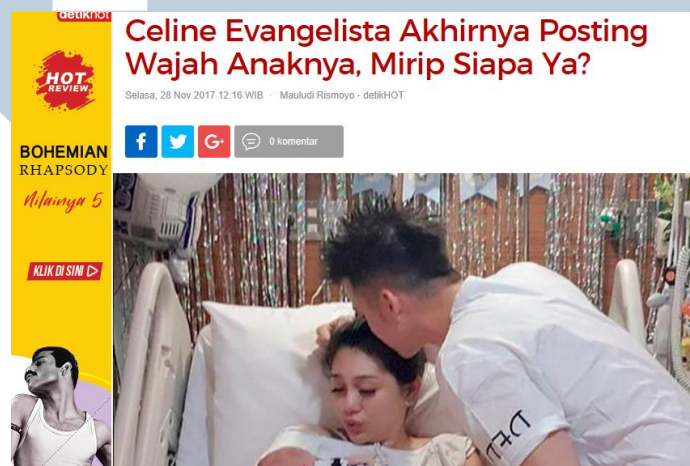 detikhot
Celine Evangelista Akhirnya Posting
Wajah Anaknya, Mirip Siapa Ya?
Selasa, 28 Nov 2017 12:16 WIB · Mauludi Rismoyo - detikHOT
f G+ 0 komentar
HOT
REVIEW
BOHEMIAN
RHAPSODY
Nilainya 5
KLIK DI SINI